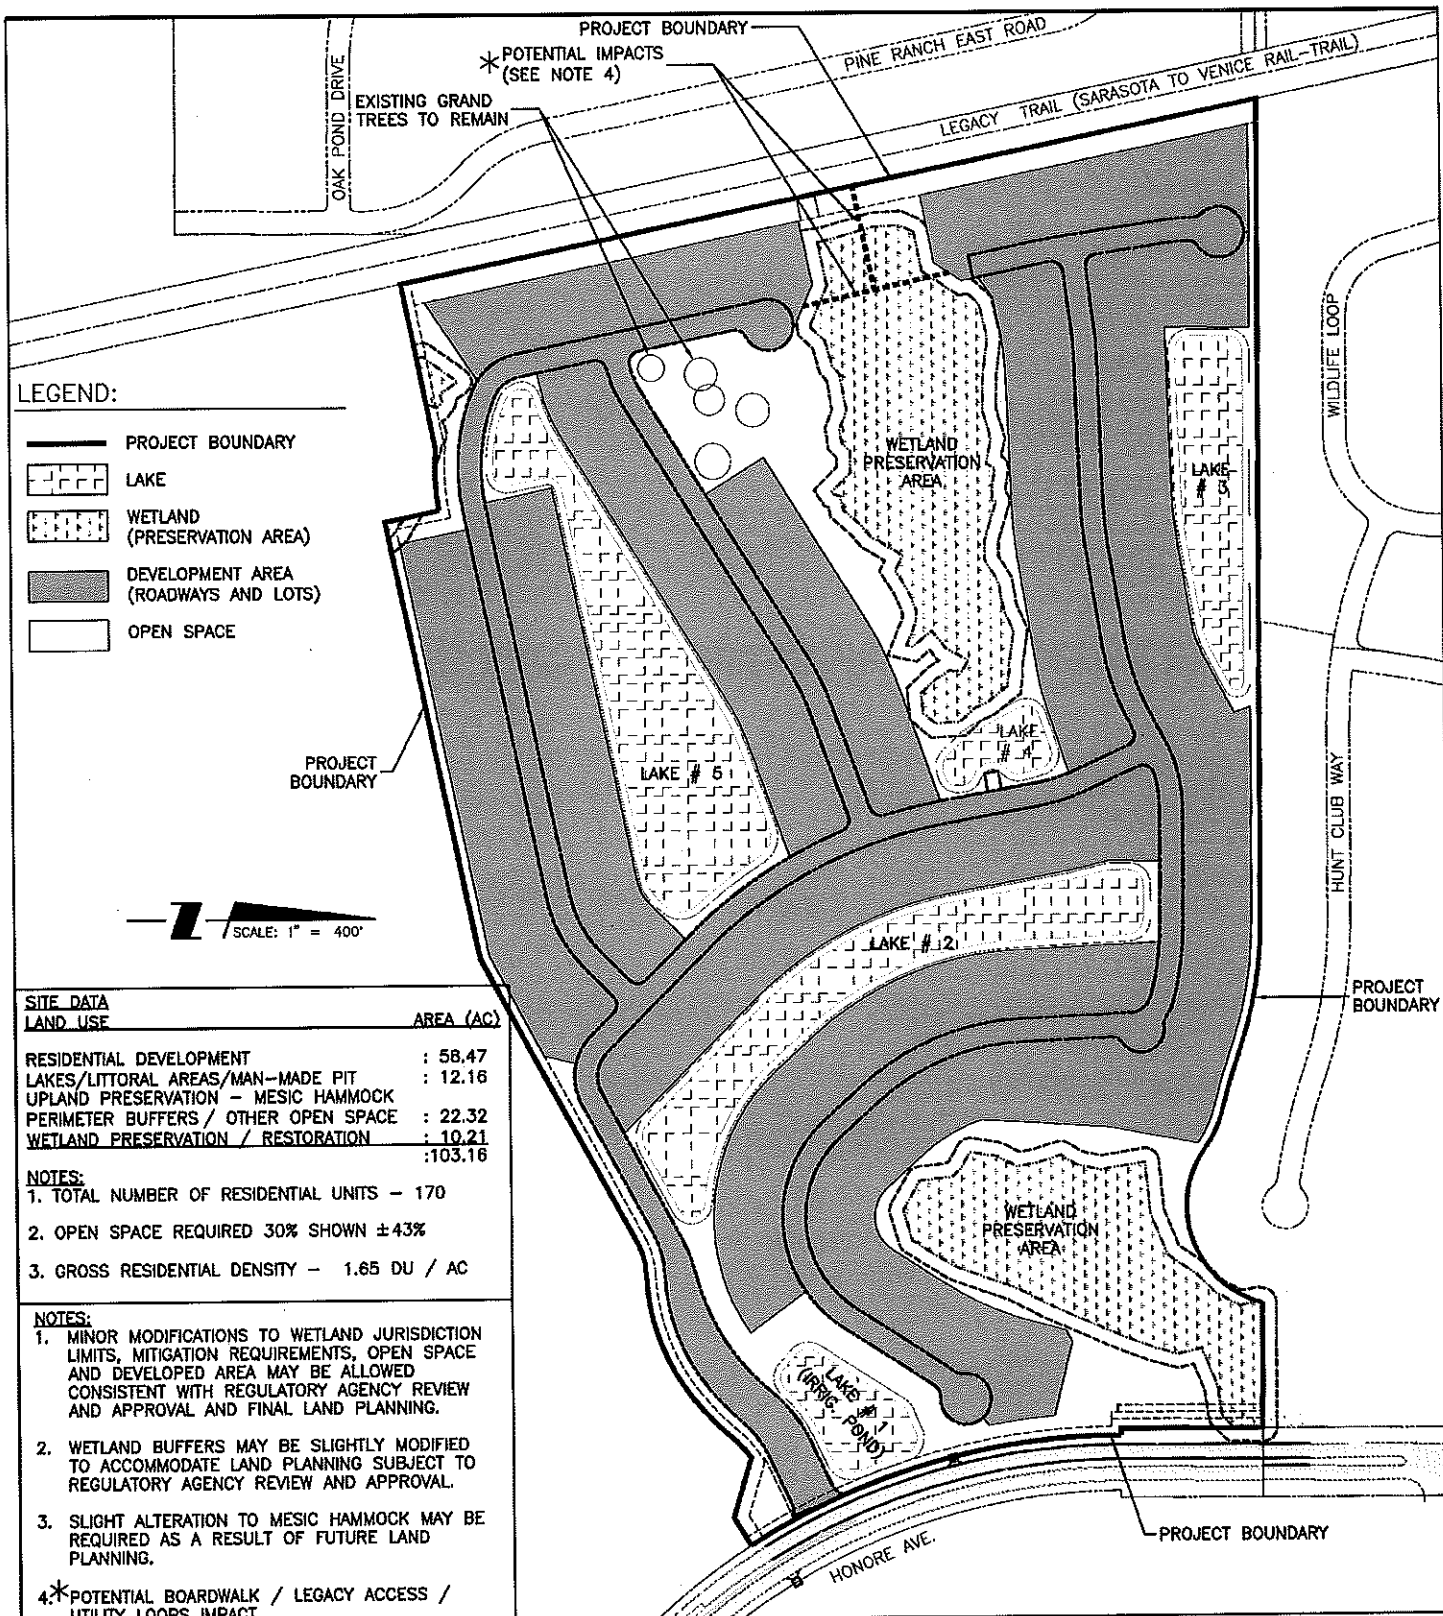 PROJECT BOUNDARY
*POTENTIAL IMPACTS
(SEE NOTE 4)
EXISTING GRAND
TREES TO REMAIN
OAK POND DRIVE
PINE RANCH EAST ROAD
LEGACY TRAIL (SARASOTA TO VENICE RAIL-TRAIL)
WILDLIFE LOOP
LEGEND:
PROJECT BOUNDARY
LAKE
WETLAND
(PRESERVATION AREA)
DEVELOPMENT AREA
(ROADWAYS AND LOTS)
OPEN SPACE
WETLAND
PRESERVATION
AREA
LAKE
# 3
LAKE
# 4
PROJECT
BOUNDARY
LAKE # 5
HUNT CLUB WAY
Z
SCALE: 1" = 400'
LAKE # 2
PROJECT
BOUNDARY
SITE DATA
LAND USE AREA (AC)
RESIDENTIAL DEVELOPMENT : 58.47
LAKES/LITTORAL AREAS/MAN-MADE PIT : 12.16
UPLAND PRESERVATION - MESIC HAMMOCK
PERIMETER BUFFERS / OTHER OPEN SPACE : 22.32
WETLAND PRESERVATION / RESTORATION : 10.21
:103.16
NOTES:
1. TOTAL NUMBER OF RESIDENTIAL UNITS - 170
2. OPEN SPACE REQUIRED 30% SHOWN ±43%
3. GROSS RESIDENTIAL DENSITY - 1.65 DU / AC
WETLAND
PRESERVATION
AREA
NOTES:
1. MINOR MODIFICATIONS TO WETLAND JURISDICTION
LIMITS, MITIGATION REQUIREMENTS, OPEN SPACE
AND DEVELOPED AREA MAY BE ALLOWED
CONSISTENT WITH REGULATORY AGENCY REVIEW
AND APPROVAL AND FINAL LAND PLANNING.
2. WETLAND BUFFERS MAY BE SLIGHTLY MODIFIED
TO ACCOMMODATE LAND PLANNING SUBJECT TO
REGULATORY AGENCY REVIEW AND APPROVAL.
3. SLIGHT ALTERATION TO MESIC HAMMOCK MAY BE
REQUIRED AS A RESULT OF FUTURE LAND
PLANNING.
4.*POTENTIAL BOARDWALK / LEGACY ACCESS /
UTILITY LOOPS IMPACT
LAKE # 1
(IRRIG. POND)
PROJECT BOUNDARY
HONORE AVE.